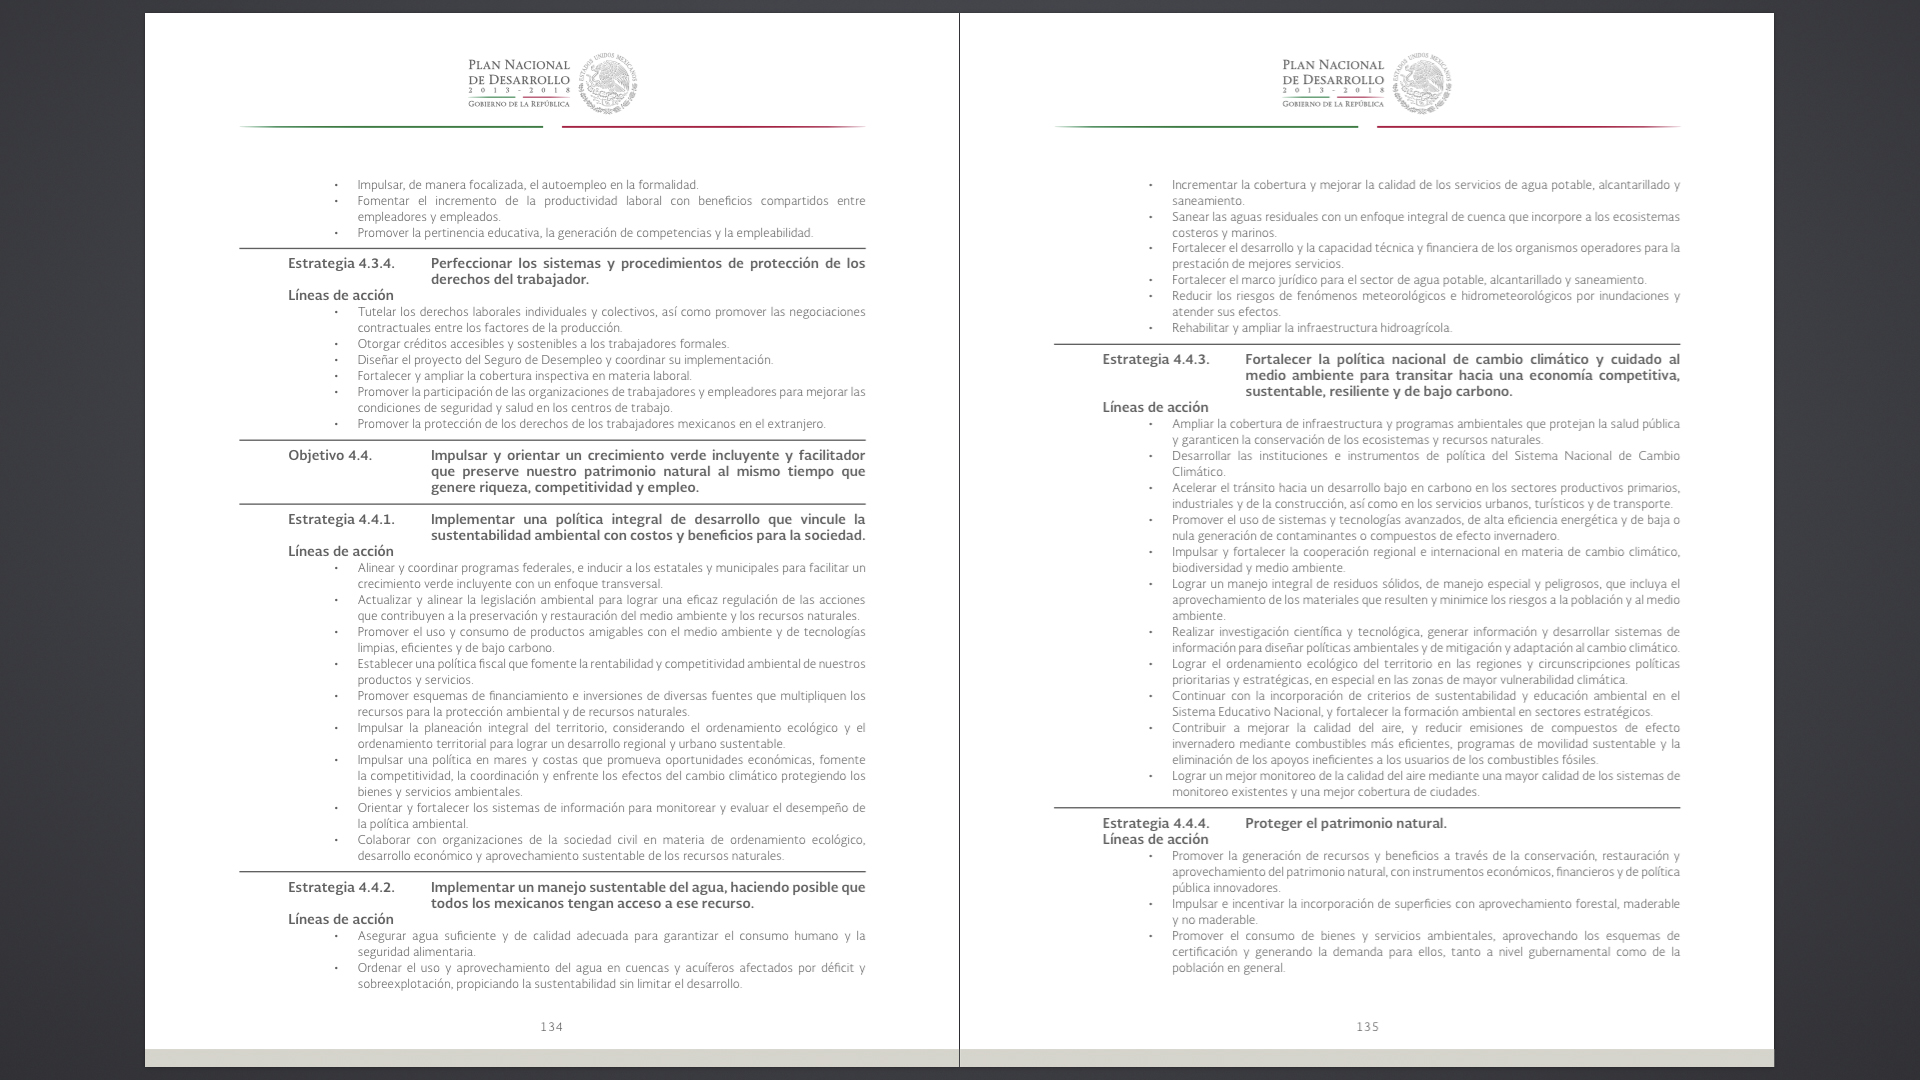 PLAN NACIONAL
DE DESARROLLO
2013-2018
GOBIERNO DE LA REPÚBLICA
ESTADOS UNIDOS MEXICANOS
• Impulsar, de manera focalizada, el autoempleo en la formalidad.
• Fomentar el incremento de la productividad laboral con beneficios compartidos entre
empleadores y empleados.
• Promover la pertinencia educativa, la generación de competencias y la empleabilidad.
Estrategia 4.3.4. Perfeccionar los sistemas y procedimientos de protección de los
derechos del trabajador.
Líneas de acción
• Tutelar los derechos laborales individuales y colectivos, así como promover las negociaciones
contractuales entre los factores de la producción.
• Otorgar créditos accesibles y sostenibles a los trabajadores formales.
• Diseñar el proyecto del Seguro de Desempleo y coordinar su implementación.
• Fortalecer y ampliar la cobertura inspectiva en materia laboral.
• Promover la participación de las organizaciones de trabajadores y empleadores para mejorar las
condiciones de seguridad y salud en los centros de trabajo.
• Promover la protección de los derechos de los trabajadores mexicanos en el extranjero.
Objetivo 4.4. Impulsar y orientar un crecimiento verde incluyente y facilitador
que preserve nuestro patrimonio natural al mismo tiempo que
genere riqueza, competitividad y empleo.
Estrategia 4.4.1. Implementar una política integral de desarrollo que vincule la
sustentabilidad ambiental con costos y beneficios para la sociedad.
Líneas de acción
• Alinear y coordinar programas federales, e inducir a los estatales y municipales para facilitar un
crecimiento verde incluyente con un enfoque transversal.
• Actualizar y alinear la legislación ambiental para lograr una eficaz regulación de las acciones
que contribuyen a la preservación y restauración del medio ambiente y los recursos naturales.
• Promover el uso y consumo de productos amigables con el medio ambiente y de tecnologías
limpias, eficientes y de bajo carbono.
• Establecer una política fiscal que fomente la rentabilidad y competitividad ambiental de nuestros
productos y servicios.
• Promover esquemas de financiamiento e inversiones de diversas fuentes que multipliquen los
recursos para la protección ambiental y de recursos naturales.
• Impulsar la planeación integral del territorio, considerando el ordenamiento ecológico y el
ordenamiento territorial para lograr un desarrollo regional y urbano sustentable.
• Impulsar una política en mares y costas que promueva oportunidades económicas, fomente
la competitividad, la coordinación y enfrente los efectos del cambio climático protegiendo los
bienes y servicios ambientales.
• Orientar y fortalecer los sistemas de información para monitorear y evaluar el desempeño de
la política ambiental.
• Colaborar con organizaciones de la sociedad civil en materia de ordenamiento ecológico,
desarrollo económico y aprovechamiento sustentable de los recursos naturales.
Estrategia 4.4.2. Implementar un manejo sustentable del agua, haciendo posible que
todos los mexicanos tengan acceso a ese recurso.
Líneas de acción
• Asegurar agua suficiente y de calidad adecuada para garantizar el consumo humano y la
seguridad alimentaria.
• Ordenar el uso y aprovechamiento del agua en cuencas y acuíferos afectados por déficit y
sobreexplotación, propiciando la sustentabilidad sin limitar el desarrollo.
134
PLAN NACIONAL
DE DESARROLLO
2013-2018
GOBIERNO DE LA REPÚBLICA
ESTADOS UNIDOS MEXICANOS
• Incrementar la cobertura y mejorar la calidad de los servicios de agua potable, alcantarillado y
saneamiento.
• Sanear las aguas residuales con un enfoque integral de cuenca que incorpore a los ecosistemas
costeros y marinos.
• Fortalecer el desarrollo y la capacidad técnica y financiera de los organismos operadores para la
prestación de mejores servicios.
• Fortalecer el marco jurídico para el sector de agua potable, alcantarillado y saneamiento.
• Reducir los riesgos de fenómenos meteorológicos e hidrometeorológicos por inundaciones y
atender sus efectos.
• Rehabilitar y ampliar la infraestructura hidroagrícola.
Estrategia 4.4.3. Fortalecer la política nacional de cambio climático y cuidado al
medio ambiente para transitar hacia una economía competitiva,
sustentable, resiliente y de bajo carbono.
Líneas de acción
• Ampliar la cobertura de infraestructura y programas ambientales que protejan la salud pública
y garanticen la conservación de los ecosistemas y recursos naturales.
• Desarrollar las instituciones e instrumentos de política del Sistema Nacional de Cambio
Climático.
• Acelerar el tránsito hacia un desarrollo bajo en carbono en los sectores productivos primarios,
industriales y de la construcción, así como en los servicios urbanos, turísticos y de transporte.
• Promover el uso de sistemas y tecnologías avanzados, de alta eficiencia energética y de baja o
nula generación de contaminantes o compuestos de efecto invernadero.
• Impulsar y fortalecer la cooperación regional e internacional en materia de cambio climático,
biodiversidad y medio ambiente.
• Lograr un manejo integral de residuos sólidos, de manejo especial y peligrosos, que incluya el
aprovechamiento de los materiales que resulten y minimice los riesgos a la población y al medio
ambiente.
• Realizar investigación científica y tecnológica, generar información y desarrollar sistemas de
información para diseñar políticas ambientales y de mitigación y adaptación al cambio climático.
• Lograr el ordenamiento ecológico del territorio en las regiones y circunscripciones políticas
prioritarias y estratégicas, en especial en las zonas de mayor vulnerabilidad climática.
• Continuar con la incorporación de criterios de sustentabilidad y educación ambiental en el
Sistema Educativo Nacional, y fortalecer la formación ambiental en sectores estratégicos.
• Contribuir a mejorar la calidad del aire, y reducir emisiones de compuestos de efecto
invernadero mediante combustibles más eficientes, programas de movilidad sustentable y la
eliminación de los apoyos ineficientes a los usuarios de los combustibles fósiles.
• Lograr un mejor monitoreo de la calidad del aire mediante una mayor calidad de los sistemas de
monitoreo existentes y una mejor cobertura de ciudades.
Estrategia 4.4.4. Proteger el patrimonio natural.
Líneas de acción
• Promover la generación de recursos y beneficios a través de la conservación, restauración y
aprovechamiento del patrimonio natural, con instrumentos económicos, financieros y de política
pública innovadores.
• Impulsar e incentivar la incorporación de superficies con aprovechamiento forestal, maderable
y no maderable.
• Promover el consumo de bienes y servicios ambientales, aprovechando los esquemas de
certificación y generando la demanda para ellos, tanto a nivel gubernamental como de la
población en general.
135